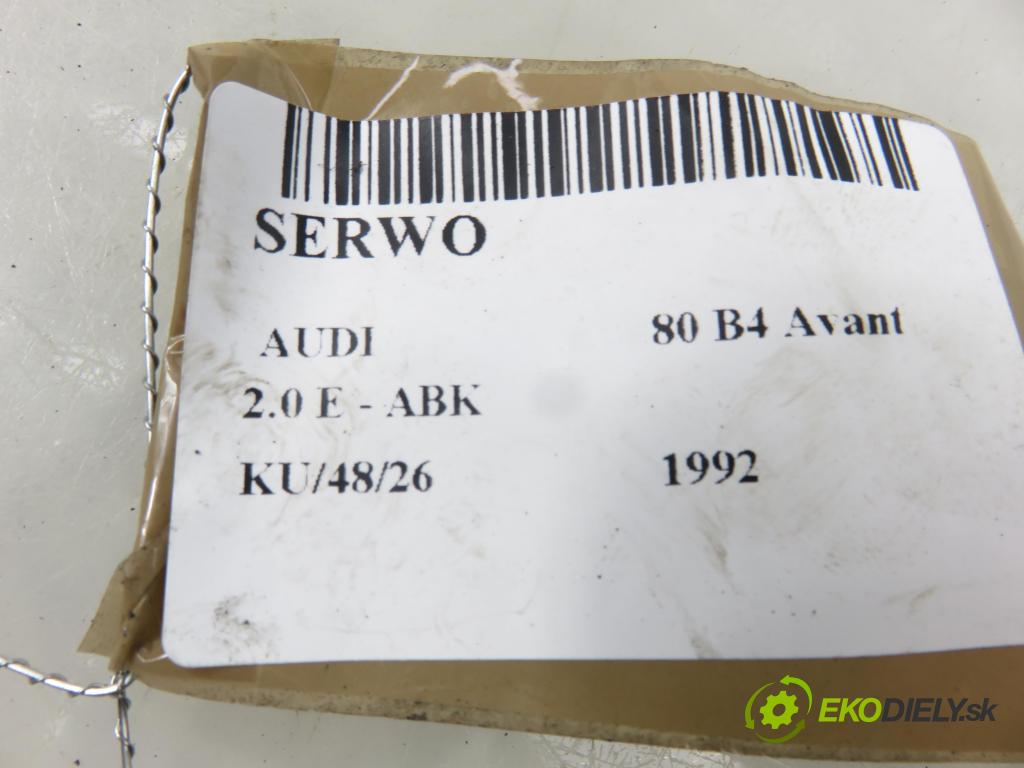 SERWO
AUDI 80 B4 Avant
2.0 E - ABK
KU/48/26 1992
EKODIELY.sk